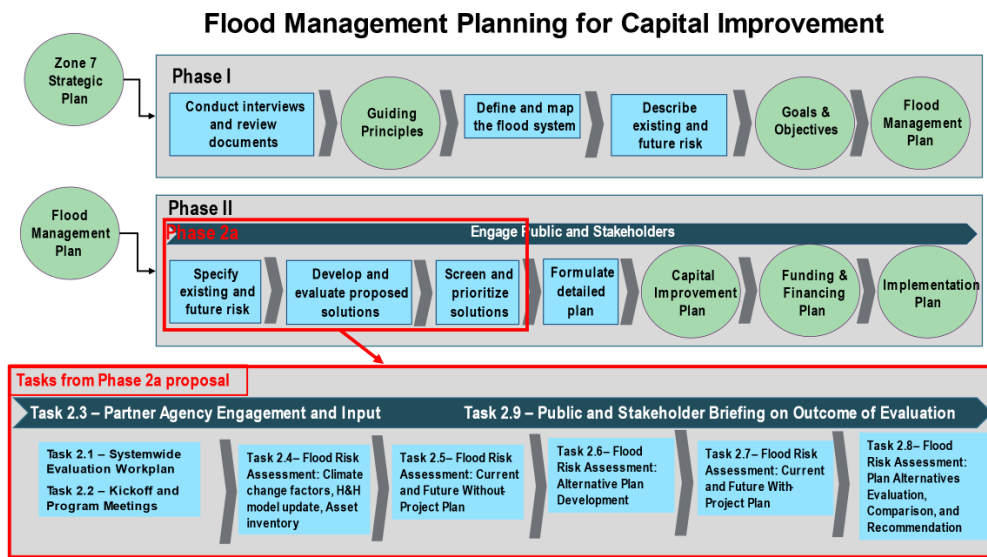 Flood Management Planning for Capital Improvement
Zone 7
Strategic
Plan
Phase I
Conduct interviews
and review
documents
Guiding
Principles
Define and map
the flood system
Describe
existing and
future risk
Goals &
Objectives
Flood
Management
Plan
Flood
Management
Plan
Phase II
Phase 2a
Engage Public and Stakeholders
Specify
existing and
future risk
Develop and
evaluate proposed
solutions
Screen and
prioritize
solutions
Formulate
detailed
plan
Capital
Improvement
Plan
Funding &
Financing
Plan
Implementation
Plan
Tasks from Phase 2a proposal
Task 2.3 – Partner Agency Engagement and Input
Task 2.9 – Public and Stakeholder Briefing on Outcome of Evaluation
Task 2.1 – Systemwide
Evaluation Workplan
Task 2.2 – Kickoff and
Program Meetings
Task 2.4– Flood Risk
Assessment: Climate
change factors, H&H
model update, Asset
inventory
Task 2.5– Flood Risk
Assessment: Current
and Future Without-
Project Plan
Task 2.6– Flood
Risk Assessment:
Alternative Plan
Development
Task 2.7– Flood Risk
Assessment: Current
and Future With-
Project Plan
Task 2.8– Flood
Risk Assessment:
Plan Alternatives
Evaluation,
Comparison, and
Recommendation